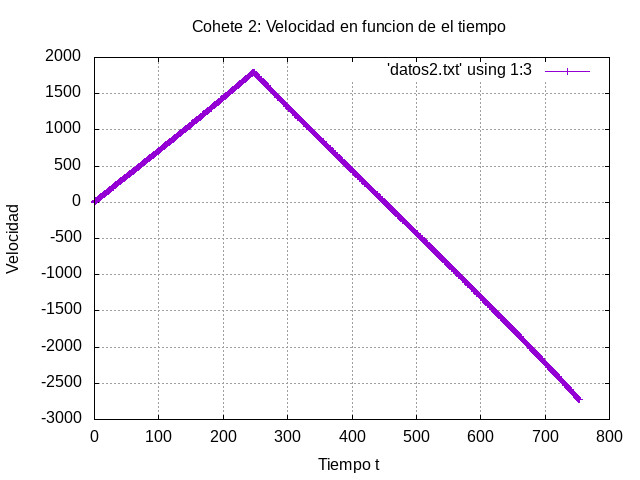 Cohete 2: Velocidad en funcion de el tiempo
'datos2.txt' using 1:3
2000
1500
1000
500
0
-500
-1000
-1500
-2000
-2500
-3000
Velocidad
0 100 200 300 400 500 600 700 800
Tiempo t